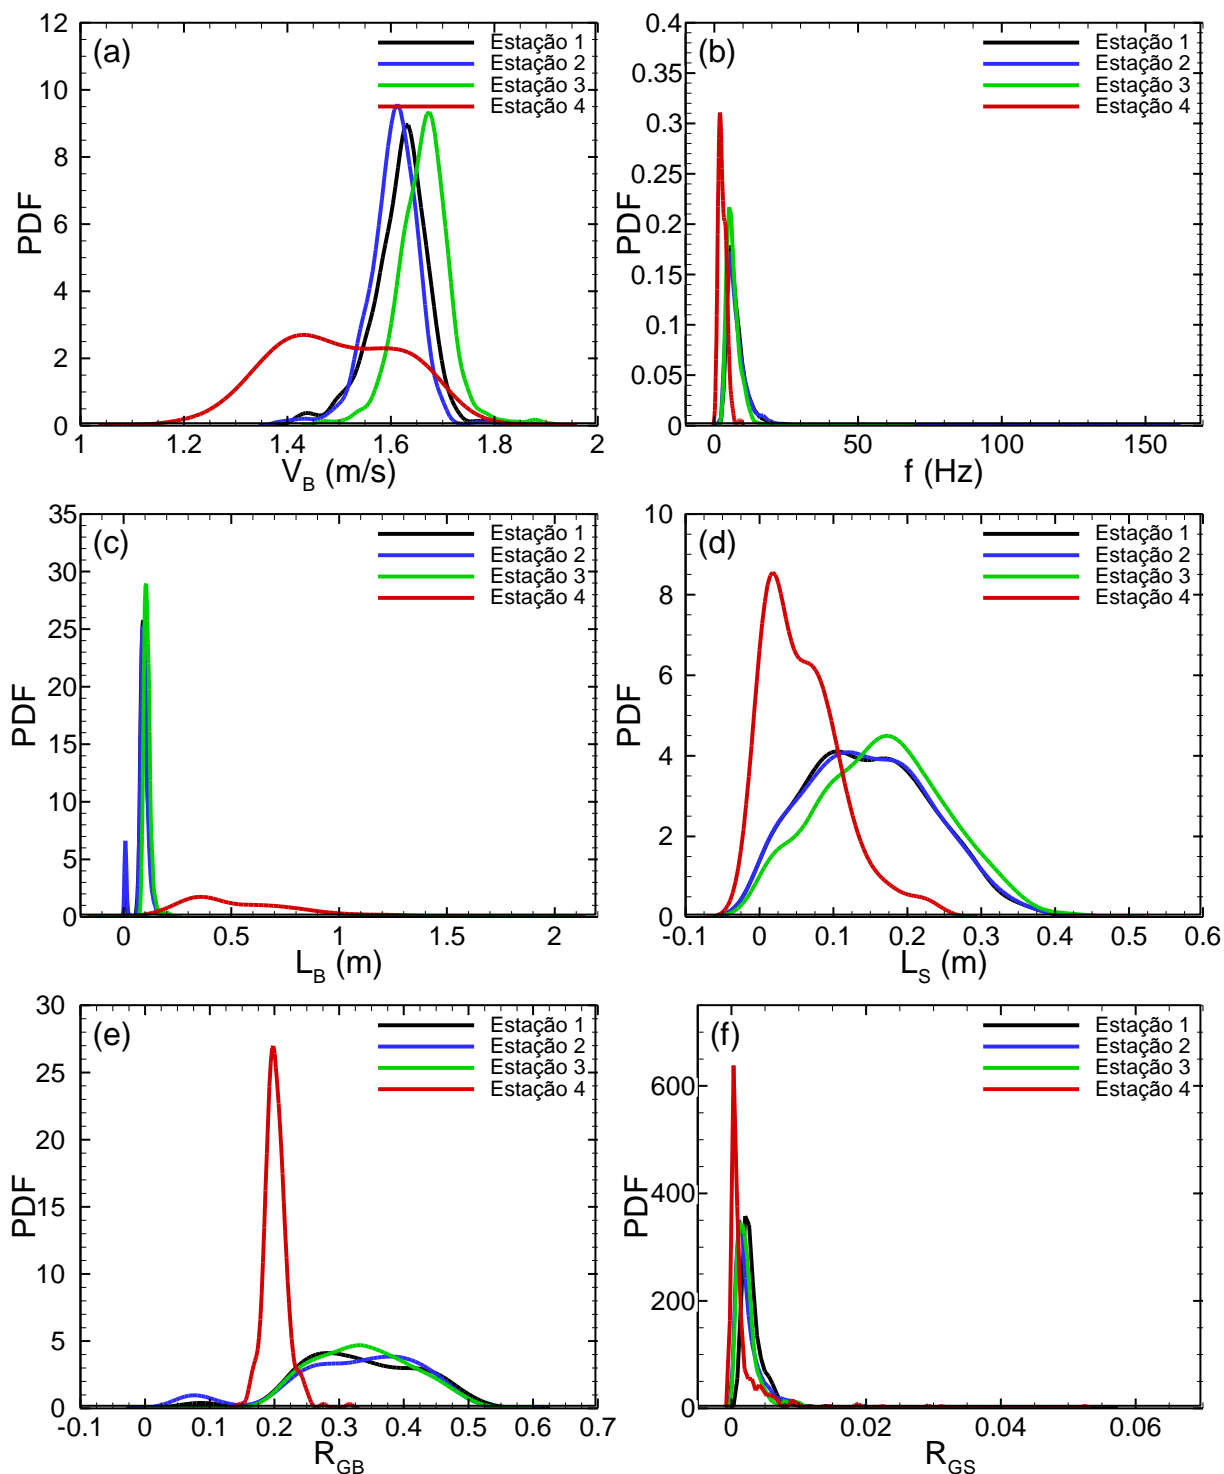 (a)
Estação 1
Estação 2
Estação 3
Estação 4
PDF
12
10
8
6
4
2
0
1
1.2
1.4
1.6
1.8
2
V_B (m/s)
(b)
Estação 1
Estação 2
Estação 3
Estação 4
PDF
0.4
0.35
0.3
0.25
0.2
0.15
0.1
0.05
0
0
50
100
150
f (Hz)
(c)
Estação 1
Estação 2
Estação 3
Estação 4
PDF
35
30
25
20
15
10
5
0
0
0.5
1
1.5
2
L_B (m)
(d)
Estação 1
Estação 2
Estação 3
Estação 4
PDF
10
8
6
4
2
0
-0.1
0
0.1
0.2
0.3
0.4
0.5
0.6
L_S (m)
(e)
Estação 1
Estação 2
Estação 3
Estação 4
PDF
30
25
20
15
10
5
0
-0.1
0
0.1
0.2
0.3
0.4
0.5
0.6
0.7
R_GB
(f)
Estação 1
Estação 2
Estação 3
Estação 4
PDF
600
400
200
0
0
0.02
0.04
0.06
R_GS